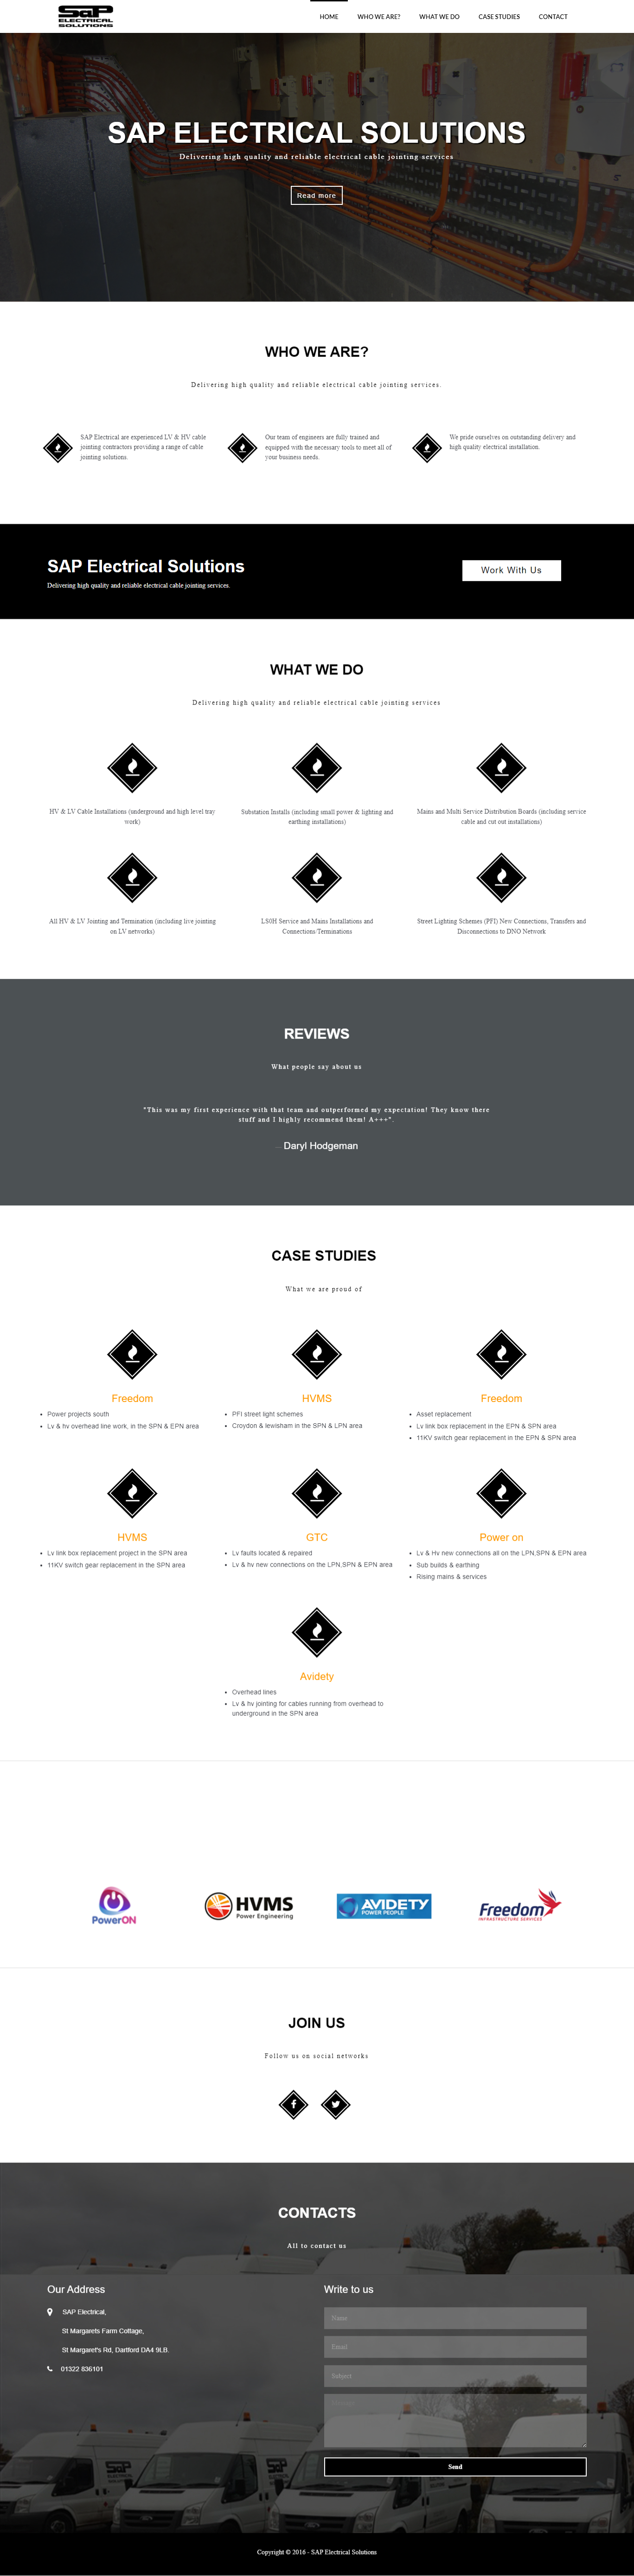 SaP
ELECTRICAL
SOLUTIONS
HOME
WHO WE ARE?
WHAT WE DO
CASE STUDIES
CONTACT
SAP ELECTRICAL SOLUTIONS
Delivering high quality and reliable electrical cable jointing services
Read more
WHO WE ARE?
Delivering high quality and reliable electrical cable jointing services.
SAP Electrical are experienced LV & HV cable
jointing contractors providing a range of cable
jointing solutions.
Our team of engineers are fully trained and
equipped with the necessary tools to meet all of
your business needs.
We pride ourselves on outstanding delivery and
high quality electrical installation.
SAP Electrical Solutions
Delivering high quality and reliable electrical cable jointing services.
Work With Us
WHAT WE DO
Delivering high quality and reliable electrical cable jointing services
HV & LV Cable Installations (underground and high level tray
work)
Substation Installs (including small power & lighting and
earthing installations)
Mains and Multi Service Distribution Boards (including service
cable and cut out installations)
All HV & LV Jointing and Termination (including live jointing
on LV networks)
LS0H Service and Mains Installations and
Connections/Terminations
Street Lighting Schemes (PFI) New Connections, Transfers and
Disconnections to DNO Network
REVIEWS
What people say about us
"This was my first experience with that team and outperformed my expectation! They know there
stuff and I highly recommend them! A+++".
Daryl Hodgeman
CASE STUDIES
What we are proud of
Freedom
• Power projects south
• Lv & hv overhead line work, in the SPN & EPN area
HVMS
• PFI street light schemes
• Croydon & lewisham in the SPN & LPN area
Freedom
• Asset replacement
• Lv link box replacement in the EPN & SPN area
• 11KV switch gear replacement in the EPN & SPN area
HVMS
• Lv link box replacement project in the SPN area
• 11KV switch gear replacement in the SPN area
GTC
• Lv faults located & repaired
• Lv & hv new connections on the LPN,SPN & EPN area
Power on
• Lv & Hv new connections all on the LPN,SPN & EPN area
• Sub builds & earthing
• Rising mains & services
Avidety
• Overhead lines
• Lv & hv jointing for cables running from overhead to
underground in the SPN area
PowerON
HVMS
Power Engineering
AVIDETY
POWER PEOPLE
Freedom
INFRASTRUCTURE SERVICES
JOIN US
Follow us on social networks
CONTACTS
All to contact us
Our Address
SAP Electrical,
St Margarets Farm Cottage,
St Margaret's Rd, Dartford DA4 9LB.
01322 836101
Write to us
Name
Email
Subject
Send
Copyright © 2016 - SAP Electrical Solutions